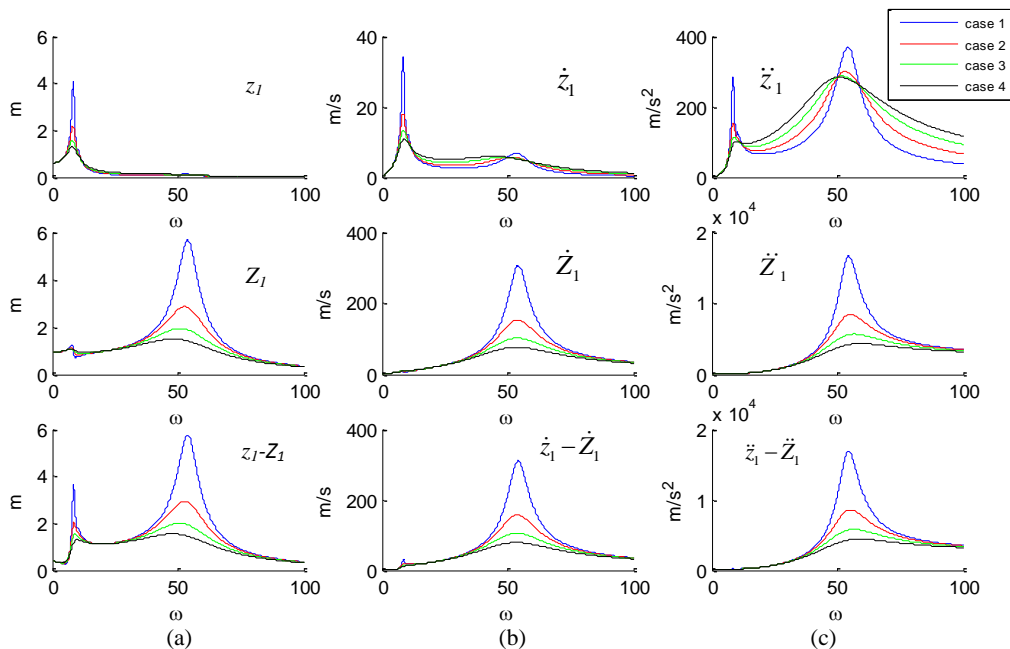 case 1
case 2
case 3
case 4
6
4
2
0
m
0 50 100
ω
z1
40
20
0
m/s
0 50 100
ω
ż1
400
200
0
m/s2
0 50 100
ω
z̈1
6
4
2
0
m
0 50 100
ω
Z1
400
200
0
m/s
0 50 100
ω
Ż1
x 10^4
2
1
0
m/s2
0 50 100
ω
Z̈1
6
4
2
0
m
0 50 100
ω
z1-Z1
(a)
400
200
0
m/s
0 50 100
ω
ż1 − Ż1
(b)
x 10^4
2
1
0
m/s2
0 50 100
ω
z̈1 − Z̈1
(c)